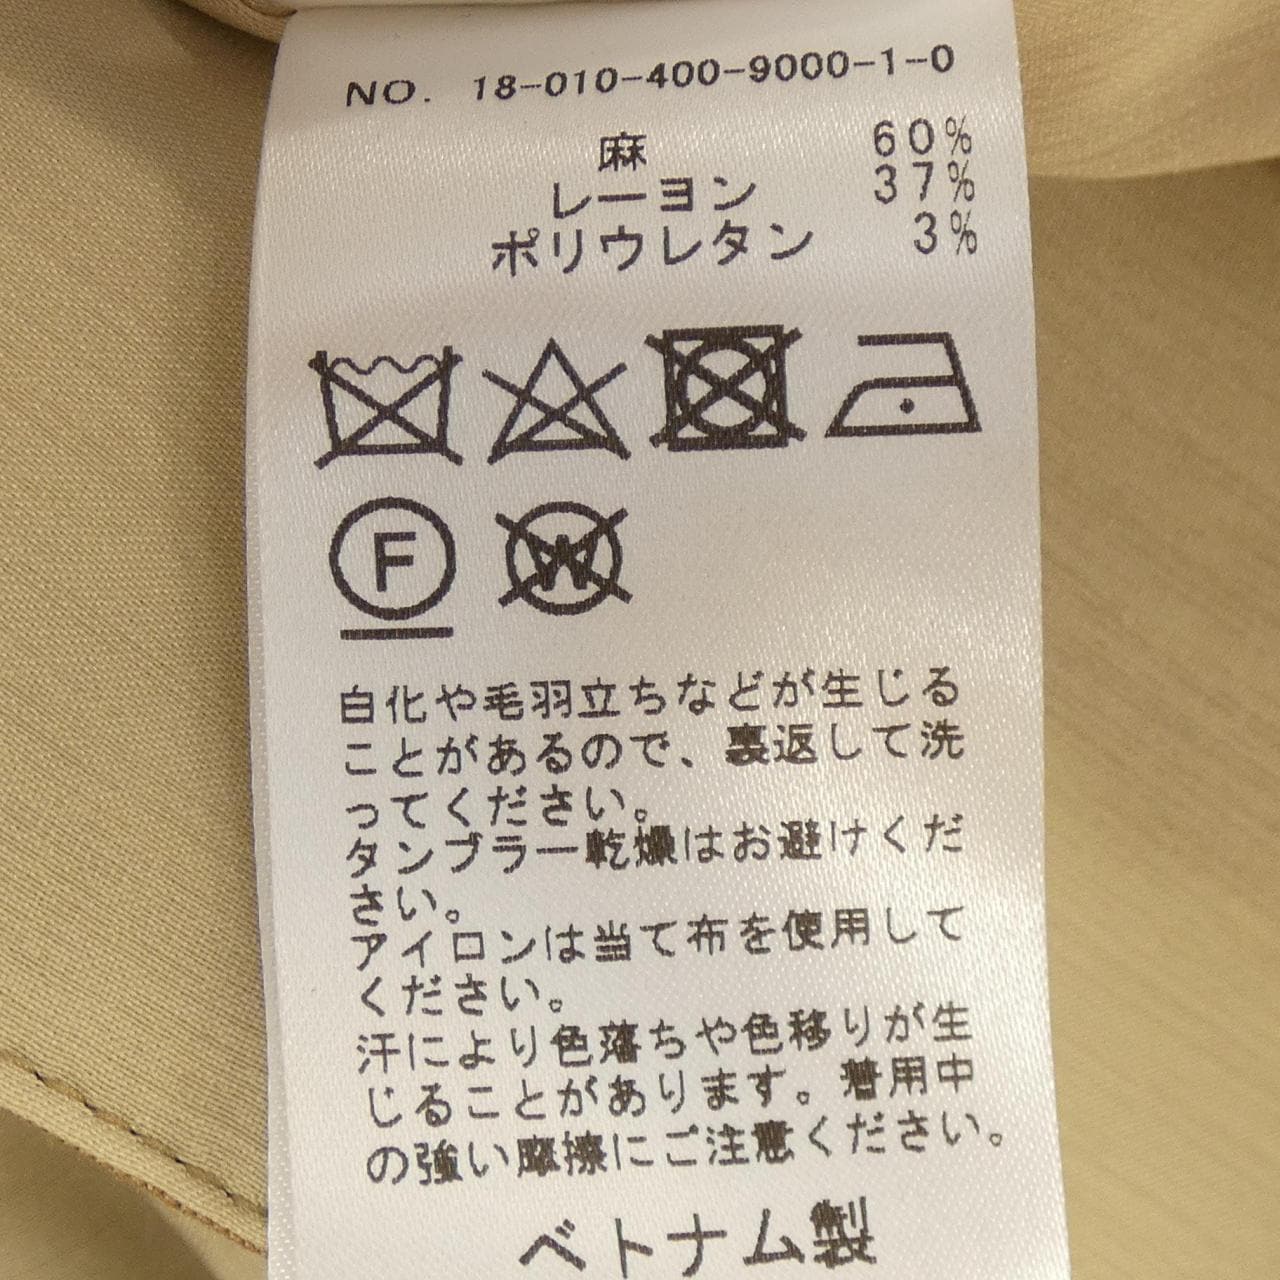 NO. 18-010-400-9000-1-0
麻 60%
レーヨン 37%
ポリウレタン 3%
F
W
白化や毛羽立ちなどが生じる
ことがあるので、裏返して洗
ってください。
タンブラー乾燥はお避けくだ
さい。
アイロンは当て布を使用して
ください。
汗により色落ちや色移りが生
じることがあります。着用中
の強い摩擦にご注意ください。
ベトナム製